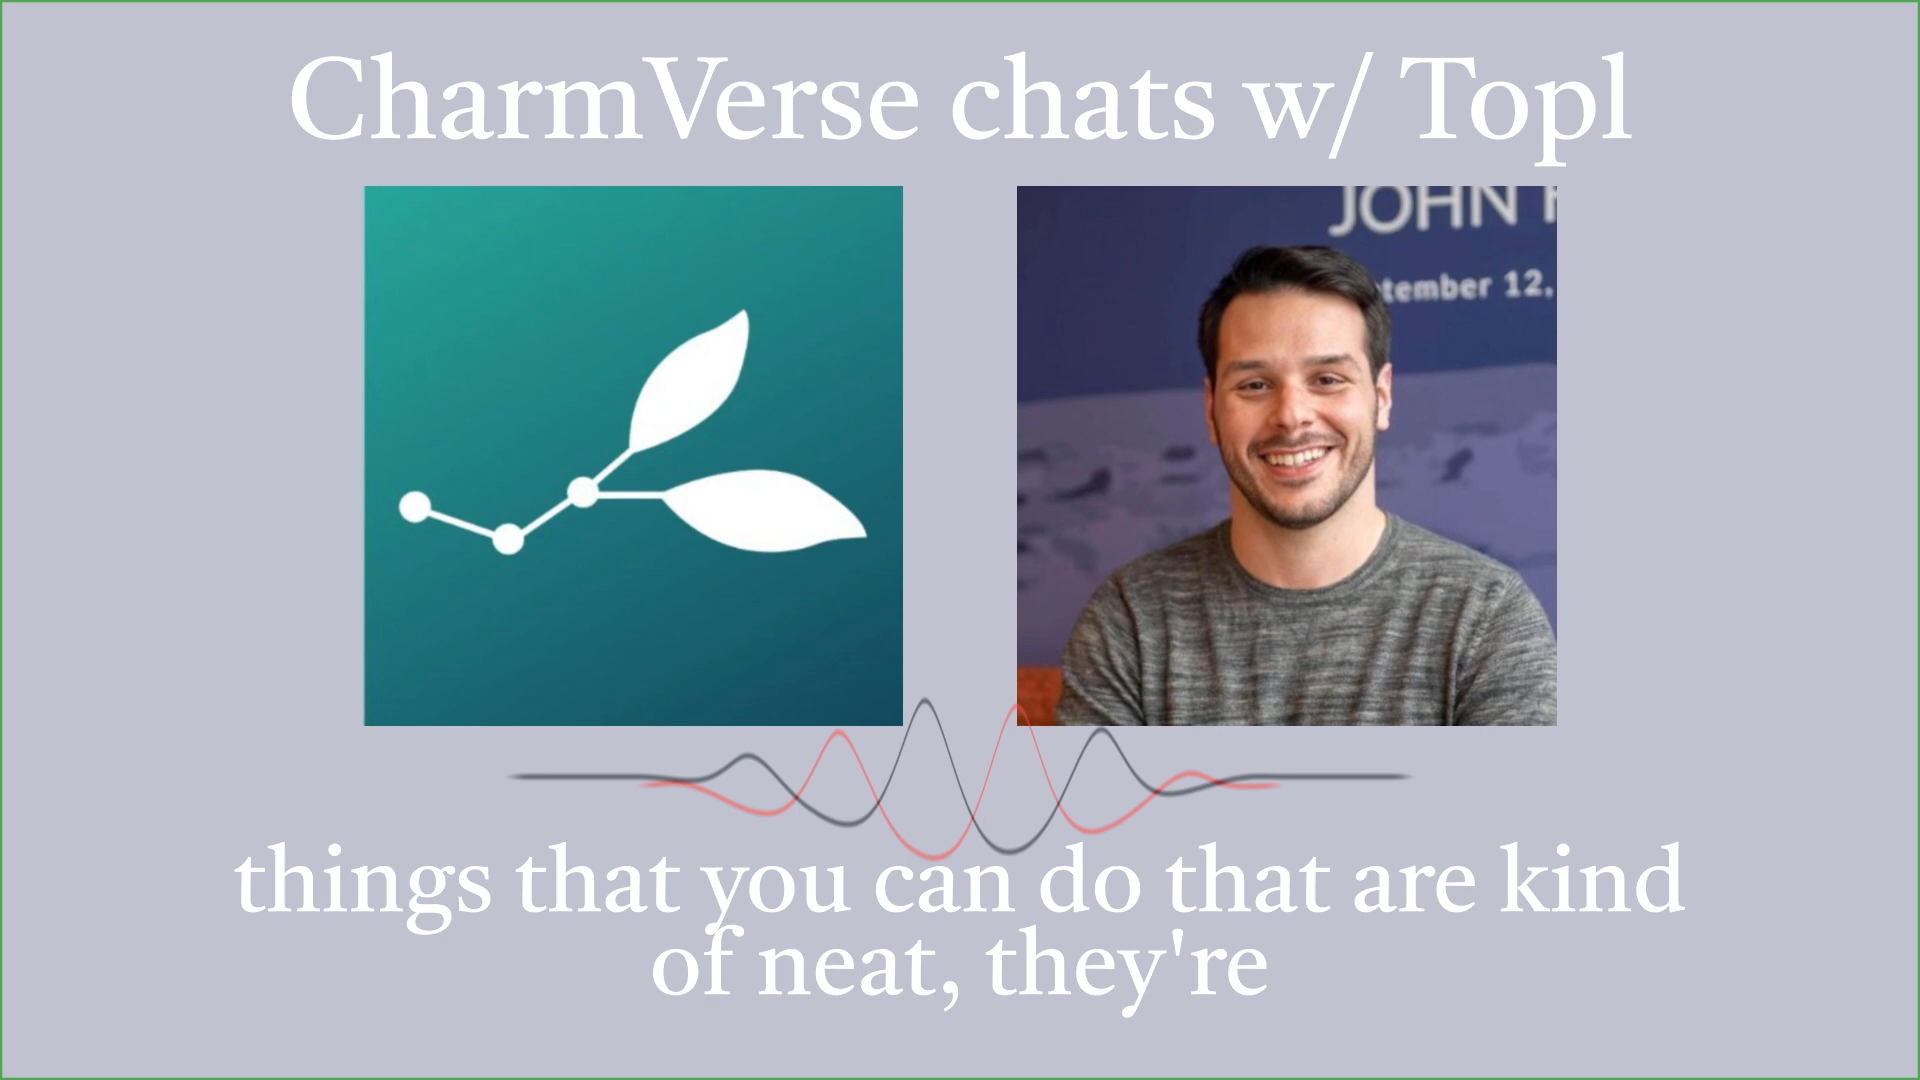 CharmVerse chats w/ Topl
JOHN
tember 12,
things that you can do that are kind
of neat, they're